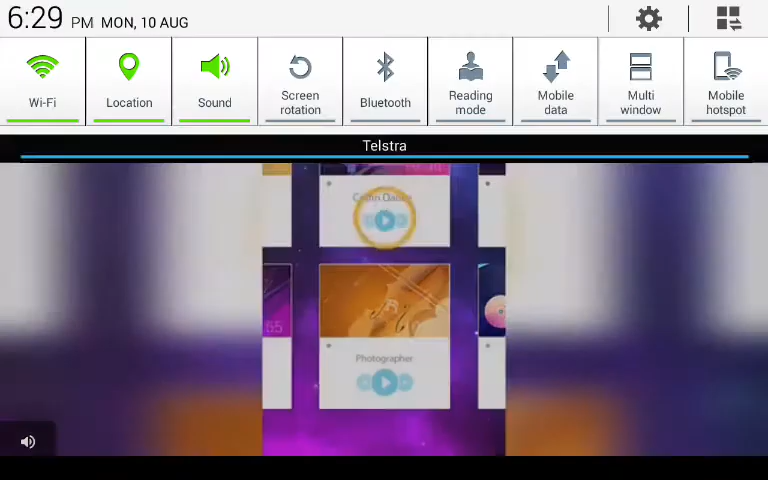 6:29 PM MON, 10 AUG
Wi-Fi
Location
Sound
Screen
rotation
Bluetooth
Reading
mode
Mobile
data
Multi
window
Mobile
hotspot
Telstra
55
Photographer